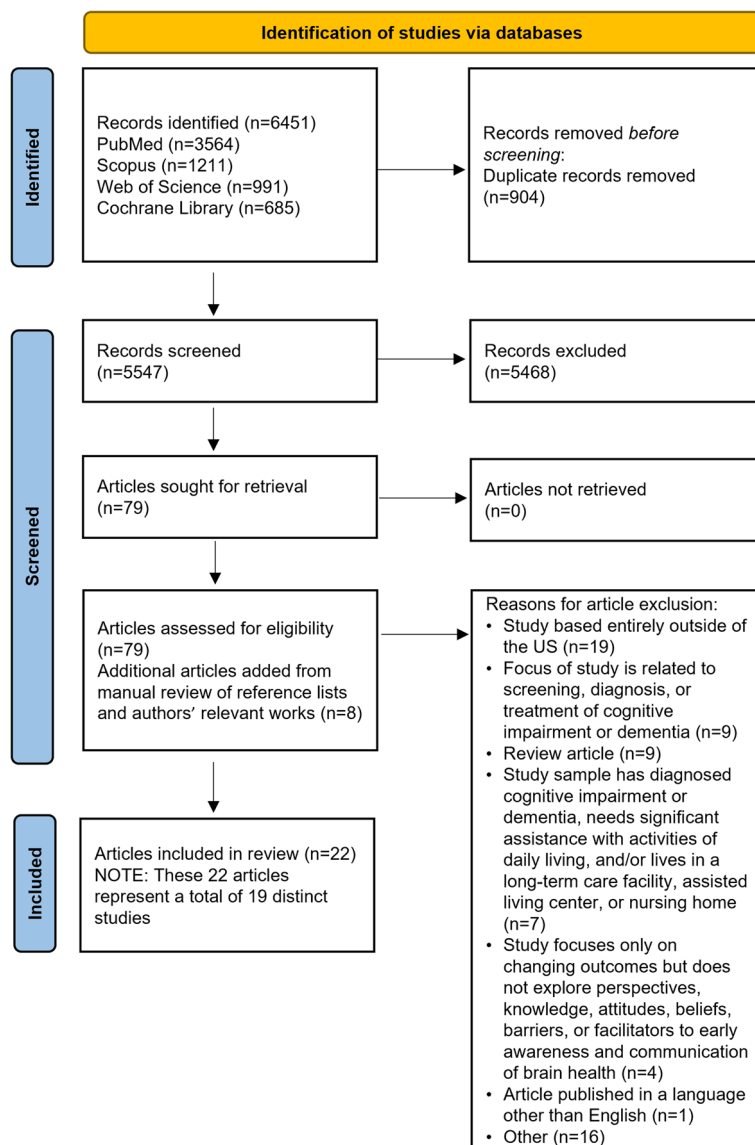 Identification of studies via databases
Identified
Records identified (n=6451)
PubMed (n=3564)
Scopus (n=1211)
Web of Science (n=991)
Cochrane Library (n=685)
Records removed before
screening:
Duplicate records removed
(n=904)
Screened
Records screened
(n=5547)
Records excluded
(n=5468)
Articles sought for retrieval
(n=79)
Articles not retrieved
(n=0)
Articles assessed for eligibility
(n=79)
Additional articles added from
manual review of reference lists
and authors’ relevant works (n=8)
Reasons for article exclusion:
• Study based entirely outside of
the US (n=19)
• Focus of study is related to
screening, diagnosis, or
treatment of cognitive
impairment or dementia (n=9)
• Review article (n=9)
• Study sample has diagnosed
cognitive impairment or
dementia, needs significant
assistance with activities of
daily living, and/or lives in a
long-term care facility, assisted
living center, or nursing home
(n=7)
• Study focuses only on
changing outcomes but does
not explore perspectives,
knowledge, attitudes, beliefs,
barriers, or facilitators to early
awareness and communication
of brain health (n=4)
• Article published in a language
other than English (n=1)
• Other (n=16)
Included
Articles included in review (n=22)
NOTE: These 22 articles
represent a total of 19 distinct
studies